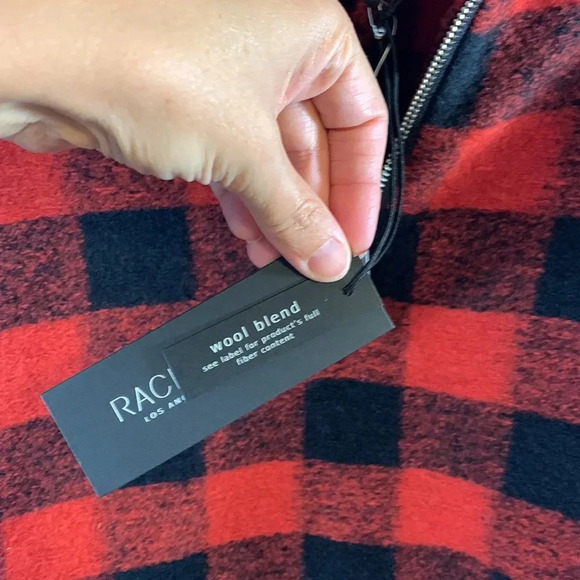 wool blend
see label for product's full
fiber content
RAC
LOS AN